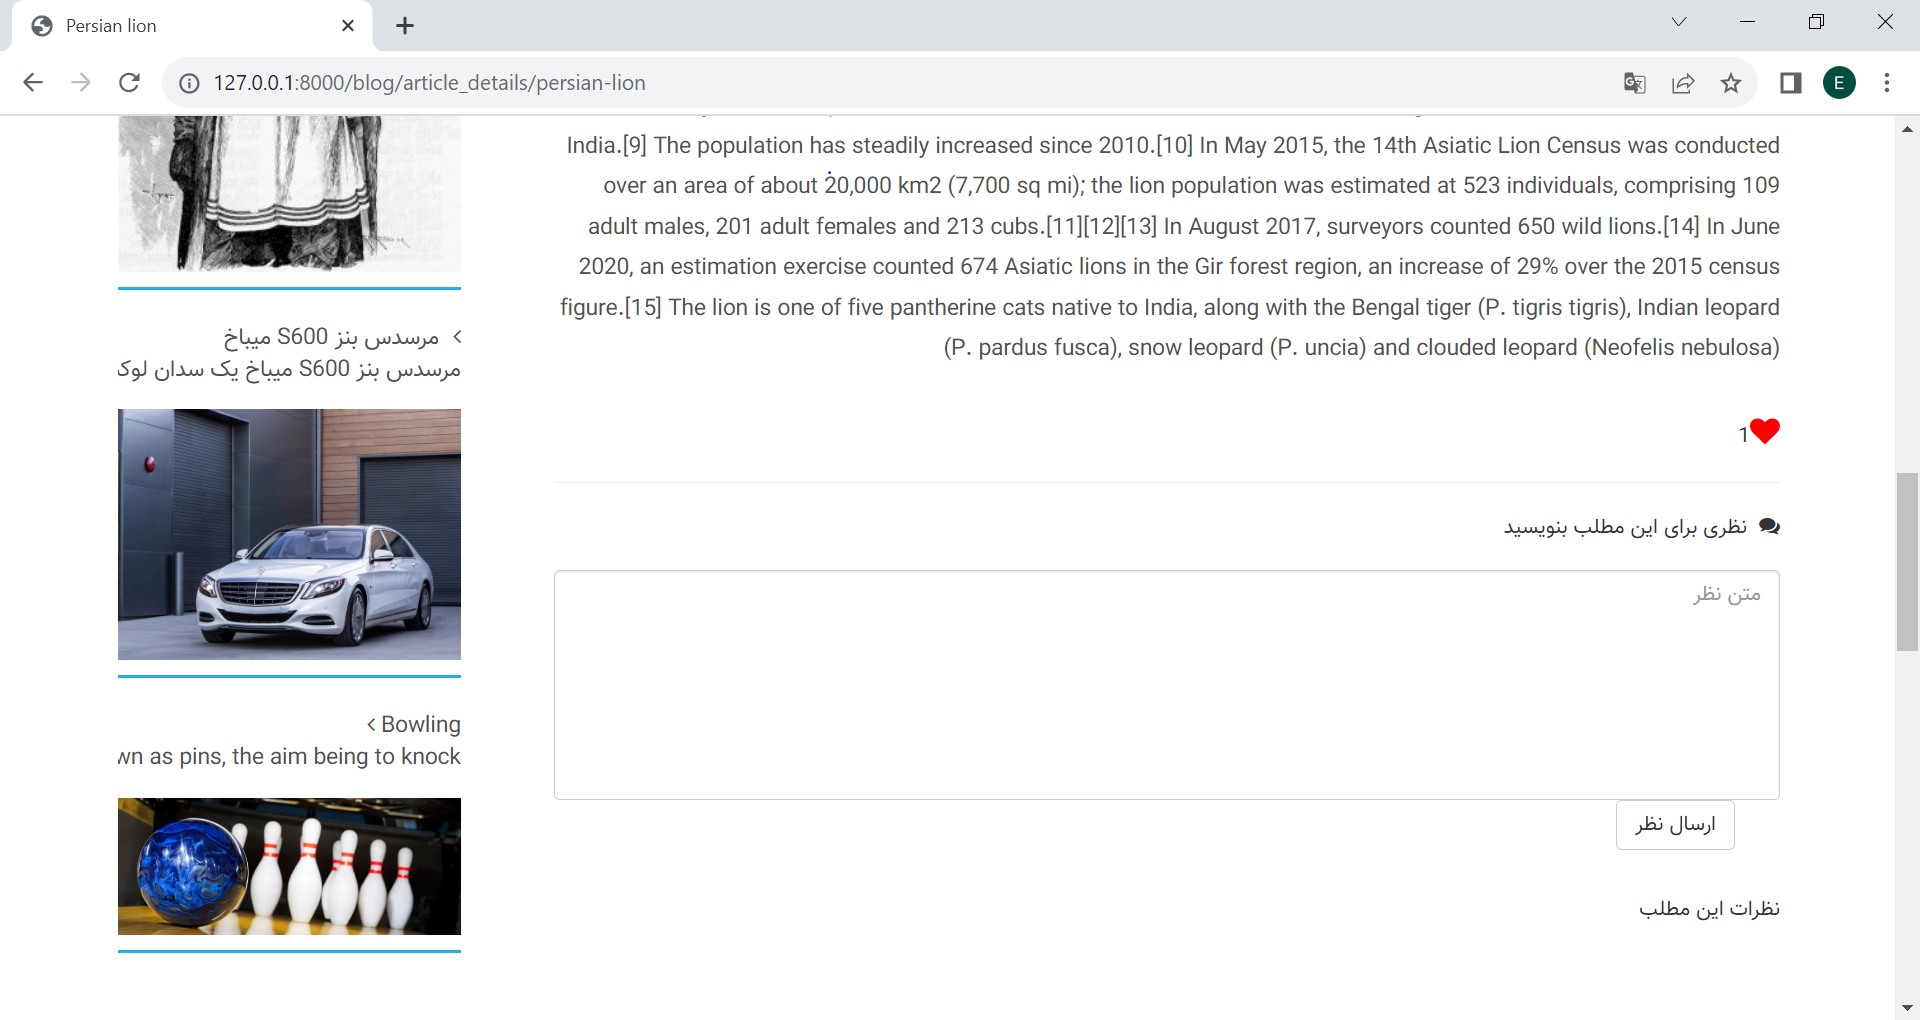 Persian lion
127.0.0.1:8000/blog/article_details/persian-lion
E
India.[9] The population has steadily increased since 2010.[10] In May 2015, the 14th Asiatic Lion Census was conducted
over an area of about 20,000 km2 (7,700 sq mi); the lion population was estimated at 523 individuals, comprising 109
adult males, 201 adult females and 213 cubs.[11][12][13] In August 2017, surveyors counted 650 wild lions.[14] In June
2020, an estimation exercise counted 674 Asiatic lions in the Gir forest region, an increase of 29% over the 2015 census
figure.[15] The lion is one of five pantherine cats native to India, along with the Bengal tiger (P. tigris tigris), Indian leopard
(P. pardus fusca), snow leopard (P. uncia) and clouded leopard (Neofelis nebulosa)
1
نظری برای این مطلب بنویسید
متن نظر
ارسال نظر
نظرات این مطلب
مرسدس بنز S600 میباخ
مرسدس بنز S600 میباخ یک سدان
Bowling
as pins, the aim being to knock